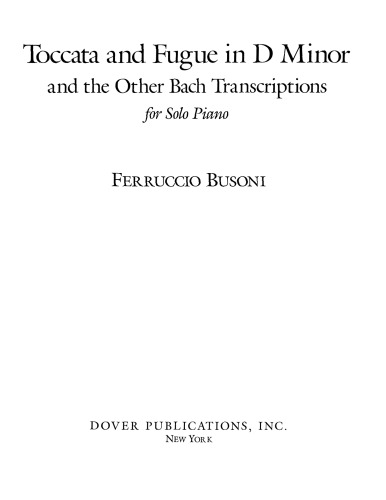 Toccata and Fugue in D Minor
and the Other Bach Transcriptions
for Solo Piano
FERRUCCIO BUSONI
DOVER PUBLICATIONS, INC.
NEW YORK